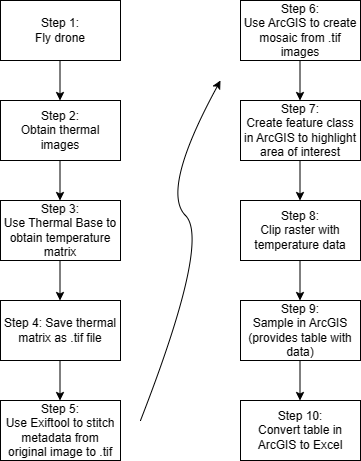 Step 1:
Fly drone
Step 2:
Obtain thermal
images
Step 3:
Use Thermal Base to
obtain temperature
matrix
Step 4: Save thermal
matrix as .tif file
Step 5:
Use Exiftool to stitch
metadata from
original image to .tif
Step 6:
Use ArcGIS to create
mosaic from .tif
images
Step 7:
Create feature class
in ArcGIS to highlight
area of interest
Step 8:
Clip raster with
temperature data
Step 9:
Sample in ArcGIS
(provides table with
data)
Step 10:
Convert table in
ArcGIS to Excel